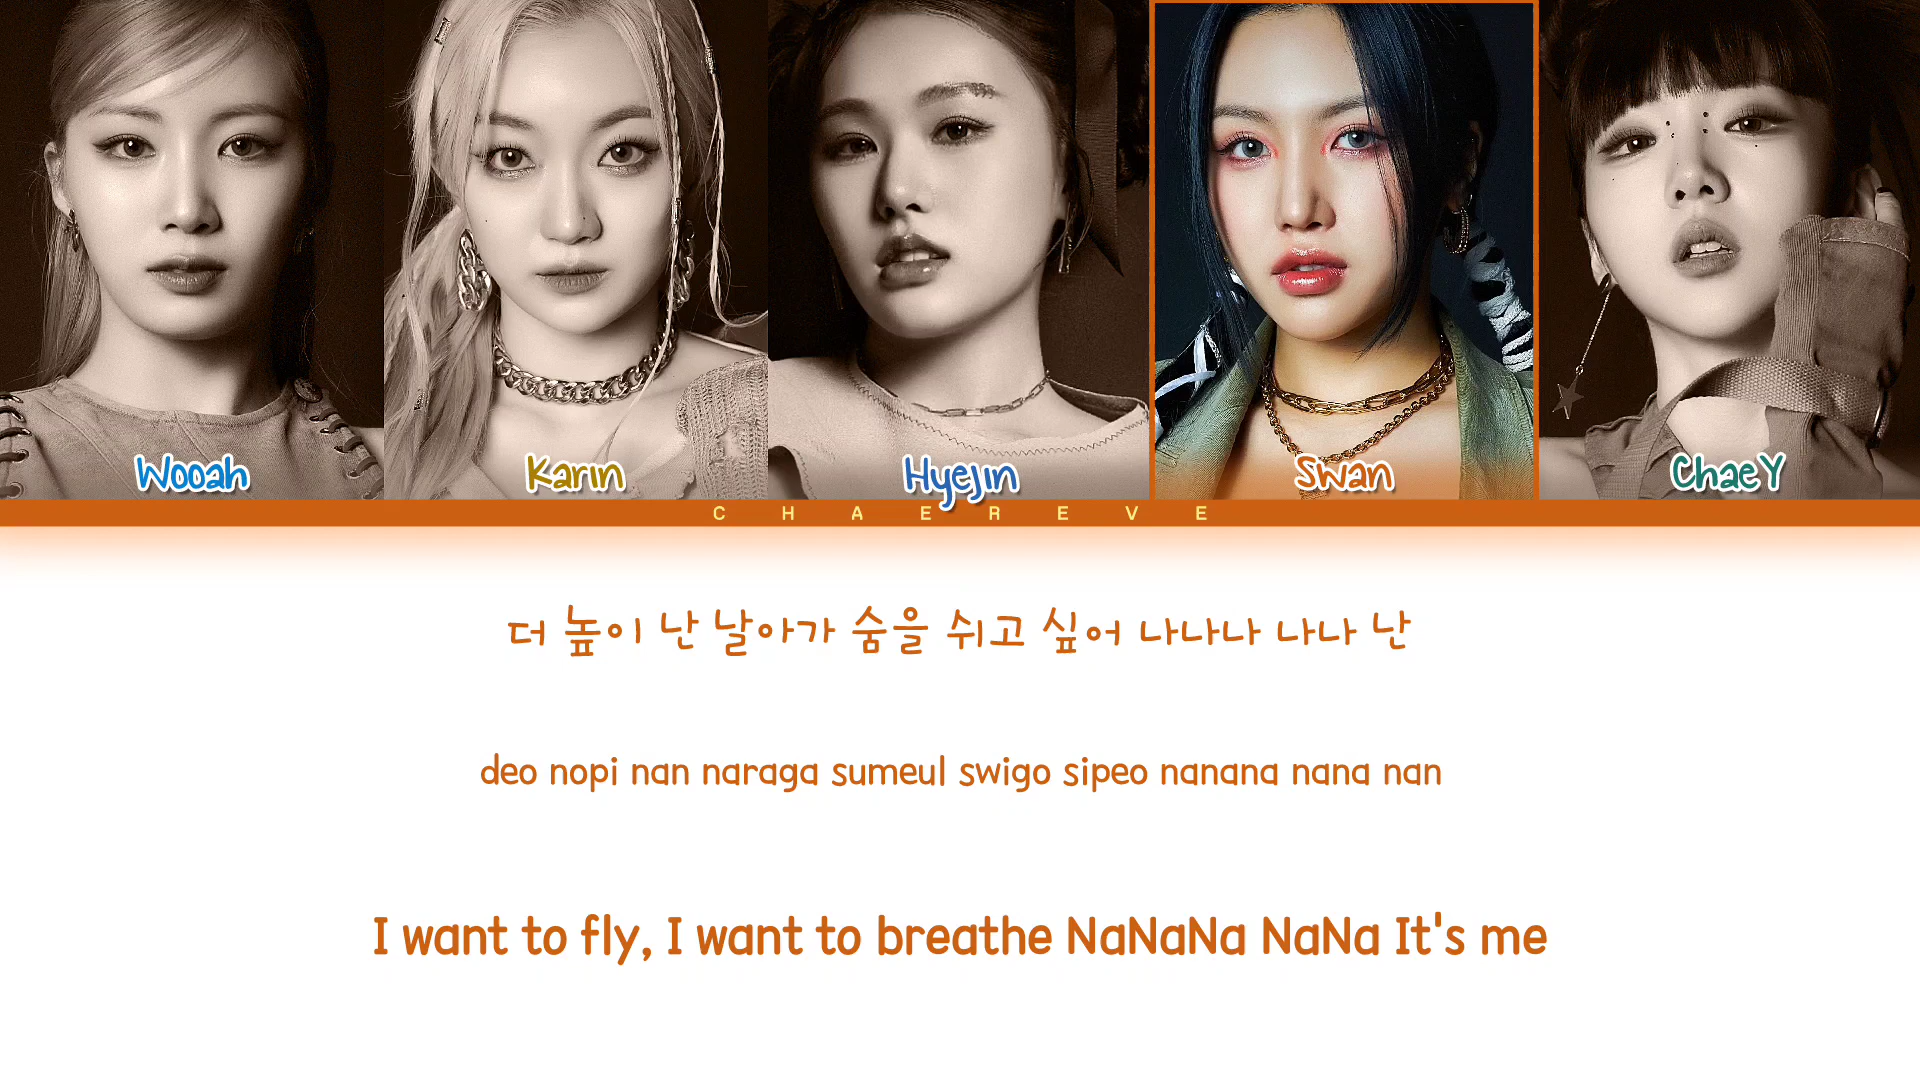 Wooah
Karin
Hyejin
Swan
ChaeY
CHAEREVE
더 높이 난 날아가 숨을 쉬고 싶어 나나나 나나 난
deo nopi nan naraga sumeul swigo sipeo nanana nana nan
I want to fly, I want to breathe NaNaNa NaNa It's me